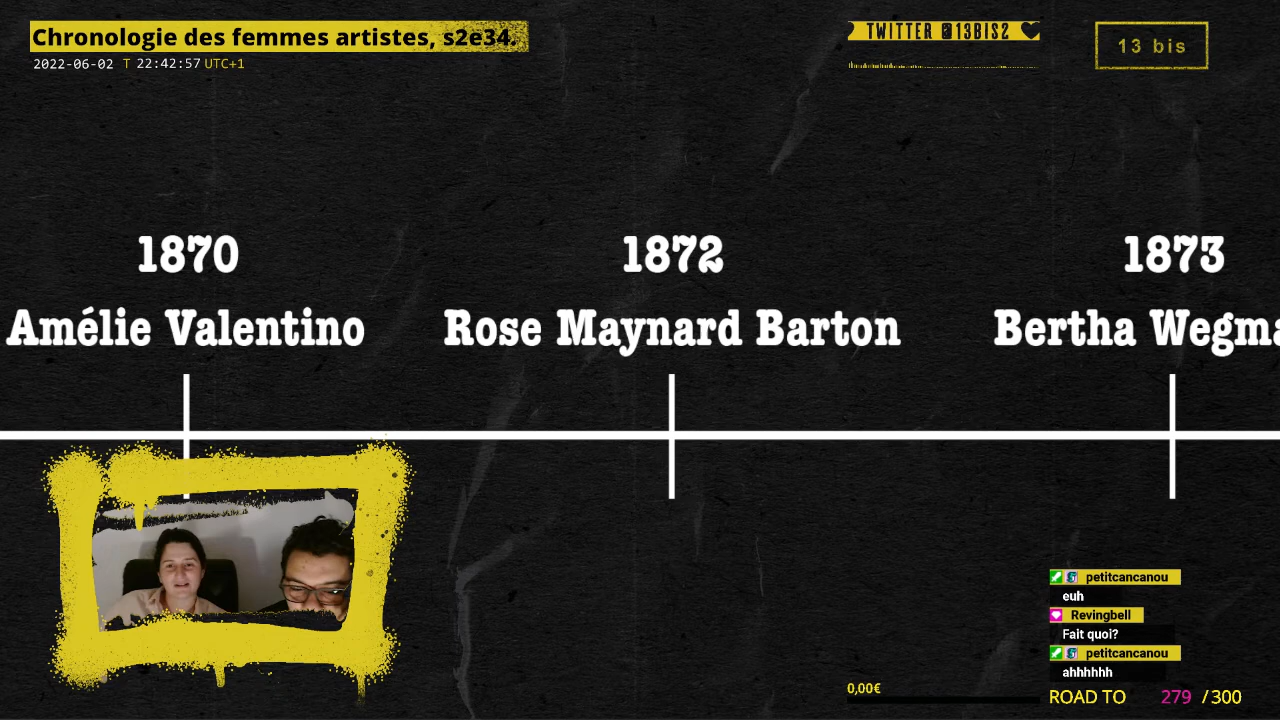 Chronologie des femmes artistes, s2e34.
2022-06-02 T 22:42:57 UTC+1
TWITTER @13BIS2
13 bis
1870
1872
1873
Amélie Valentino
Rose Maynard Barton
Bertha Wegma
petitcancanou
euh
Revingbell
Fait quoi?
petitcancanou
ahhhhhh
0,00€
ROAD TO 279 /300